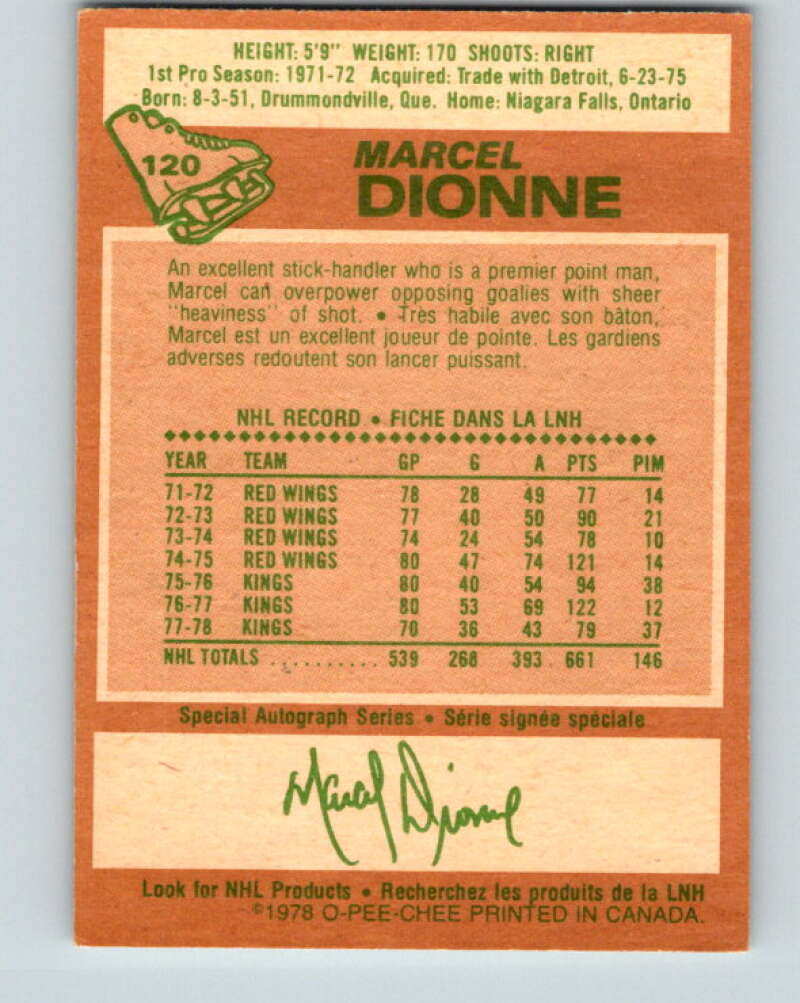 HEIGHT: 5'9" WEIGHT: 170 SHOOTS: RIGHT
1st Pro Season: 1971-72 Acquired: Trade with Detroit, 6-23-75
Born: 8-3-51, Drummondville, Que. Home: Niagara Falls, Ontario
120
MARCEL
DIONNE
An excellent stick-handler who is a premier point man,
Marcel can overpower opposing goalies with sheer
"heaviness" of shot. • Très habile avec son bâton,
Marcel est un excellent joueur de pointe. Les gardiens
adverses redoutent son lancer puissant.
NHL RECORD • FICHE DANS LA LNH
YEAR TEAM GP G A PTS PIM
71-72 RED WINGS 78 28 49 77 14
72-73 RED WINGS 77 40 50 90 21
73-74 RED WINGS 74 24 54 78 10
74-75 RED WINGS 80 47 74 121 14
75-76 KINGS 80 40 54 94 38
76-77 KINGS 80 53 69 122 12
77-78 KINGS 70 36 43 79 37
NHL TOTALS .......... 539 268 393 661 146
Special Autograph Series • Série signée spéciale
Marcel Dionne
Look for NHL Products • Recherchez les produits de la LNH
©1978 O-PEE-CHEE PRINTED IN CANADA.